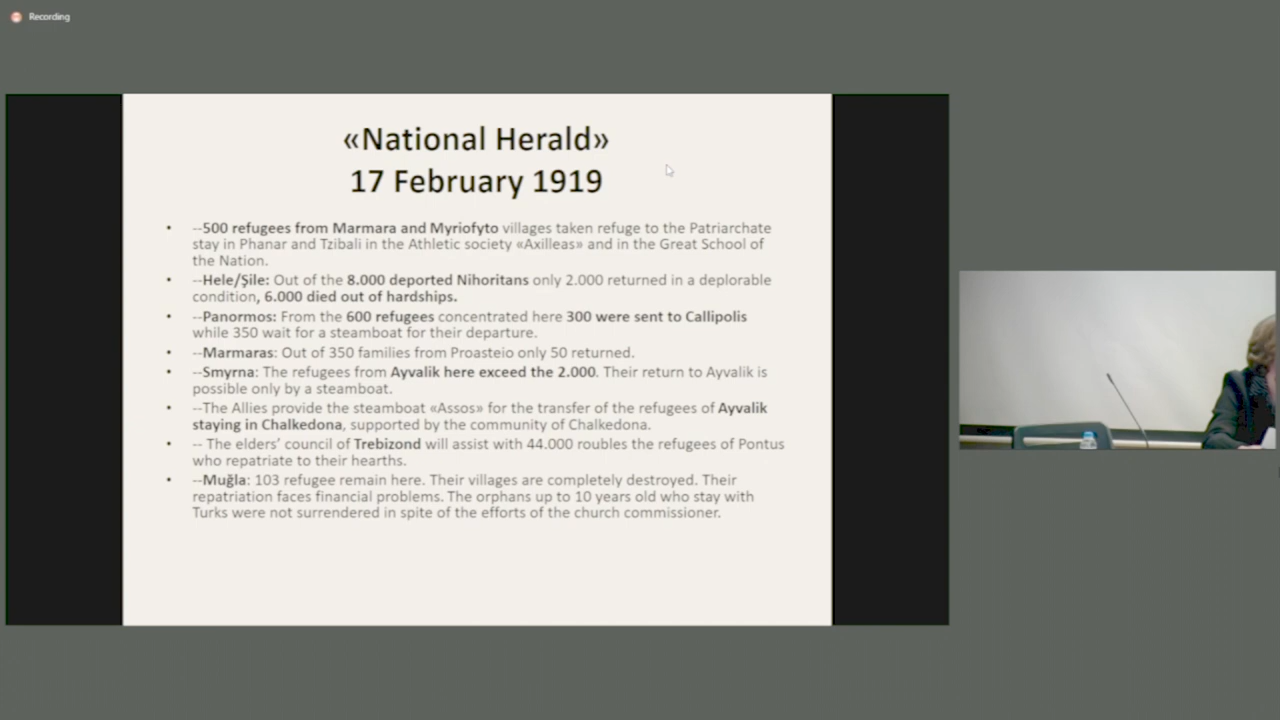 Recording
«National Herald»
17 February 1919
• --500 refugees from Marmara and Myriofyto villages taken refuge to the Patriarchate
stay in Phanar and Tzibali in the Athletic society «Axilleas» and in the Great School of
the Nation.
• --Hele/Şile: Out of the 8.000 deported Nihoritans only 2.000 returned in a deplorable
condition, 6.000 died out of hardships.
• --Panormos: From the 600 refugees concentrated here 300 were sent to Callipolis
while 350 wait for a steamboat for their departure.
• --Marmaras: Out of 350 families from Proasteio only 50 returned.
• --Smyrna: The refugees from Ayvalik here exceed the 2.000. Their return to Ayvalik is
possible only by a steamboat.
• --The Allies provide the steamboat «Assos» for the transfer of the refugees of Ayvalik
staying in Chalkedona, supported by the community of Chalkedona.
• -- The elders’ council of Trebizond will assist with 44.000 roubles the refugees of Pontus
who repatriate to their hearths.
• --Muğla: 103 refugee remain here. Their villages are completely destroyed. Their
repatriation faces financial problems. The orphans up to 10 years old who stay with
Turks were not surrendered in spite of the efforts of the church commissioner.